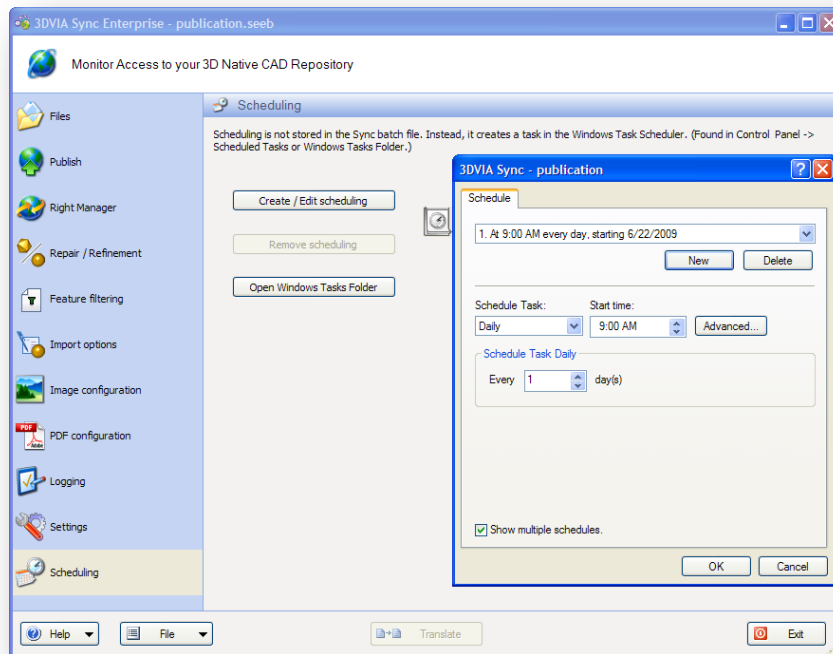 3DVIA Sync Enterprise - publication.seeb
Monitor Access to your 3D Native CAD Repository
Files
Publish
Right Manager
Repair / Refinement
Feature filtering
Import options
Image configuration
PDF
Adobe
PDF configuration
Logging
Settings
Scheduling
Scheduling
Scheduling is not stored in the Sync batch file. Instead, it creates a task in the Windows Task Scheduler. (Found in Control Panel ->
Scheduled Tasks or Windows Tasks Folder.)
Create / Edit scheduling
Remove scheduling
Open Windows Tasks Folder
3DVIA Sync - publication
Schedule
1. At 9:00 AM every day, starting 6/22/2009
New
Delete
Schedule Task:
Start time:
Daily
9:00 AM
Advanced...
Schedule Task Daily
Every 1 day(s)
Show multiple schedules.
OK
Cancel
Help
File
Translate
Exit